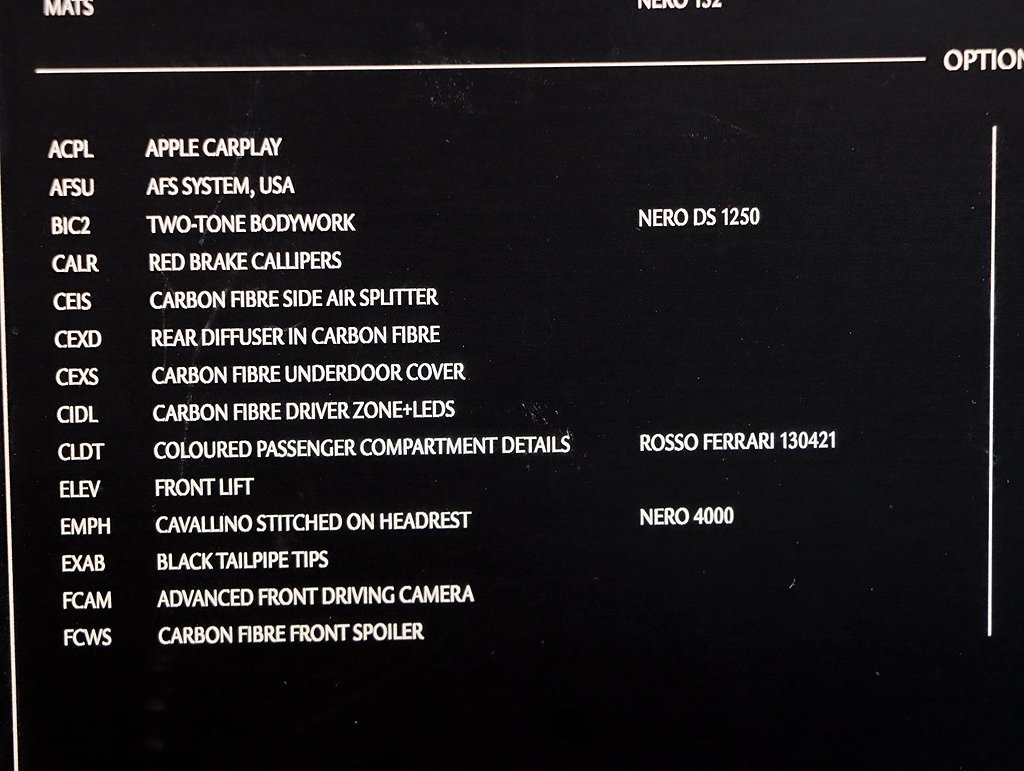 MATS NERO 132
OPTION
ACPL APPLE CARPLAY
AFSU AFS SYSTEM, USA
BIC2 TWO-TONE BODYWORK NERO DS 1250
CALR RED BRAKE CALLIPERS
CEIS CARBON FIBRE SIDE AIR SPLITTER
CEXD REAR DIFFUSER IN CARBON FIBRE
CEXS CARBON FIBRE UNDERDOOR COVER
CIDL CARBON FIBRE DRIVER ZONE+LEDS
CLDT COLOURED PASSENGER COMPARTMENT DETAILS ROSSO FERRARI 130421
ELEV FRONT LIFT
EMPH CAVALLINO STITCHED ON HEADREST NERO 4000
EXAB BLACK TAILPIPE TIPS
FCAM ADVANCED FRONT DRIVING CAMERA
FCWS CARBON FIBRE FRONT SPOILER